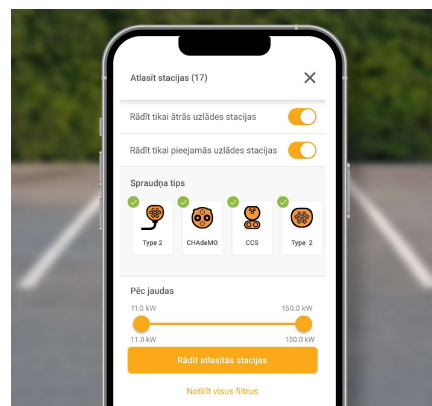 Atlasīt stacijas (17)
Rādīt tikai ātrās uzlādes stacijas
Rādīt tikai pieejamās uzlādes stacijas
Spraudņa tips
Type 2 CHAdeMO CCS Type 2
Pēc jaudas
11.0 kW 150.0 kW
11.0 kW 150.0 kW
Rādīt atlasītās stacijas
Notīrīt visus filtrus